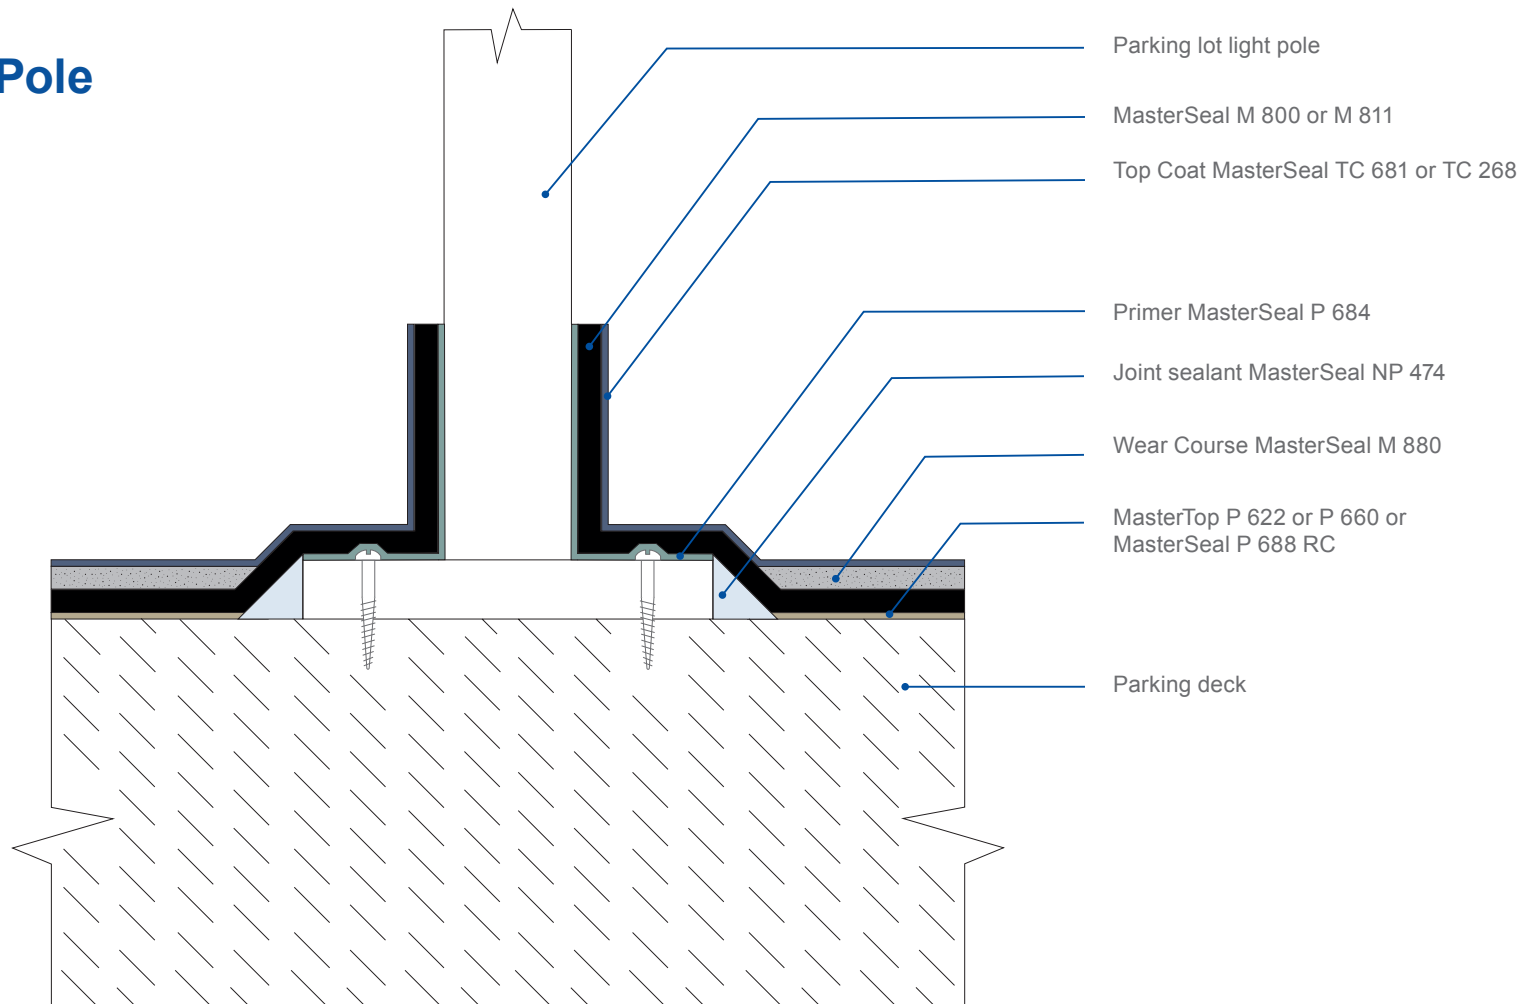 Pole
Parking lot light pole
MasterSeal M 800 or M 811
Top Coat MasterSeal TC 681 or TC 268
Primer MasterSeal P 684
Joint sealant MasterSeal NP 474
Wear Course MasterSeal M 880
MasterTop P 622 or P 660 or
MasterSeal P 688 RC
Parking deck